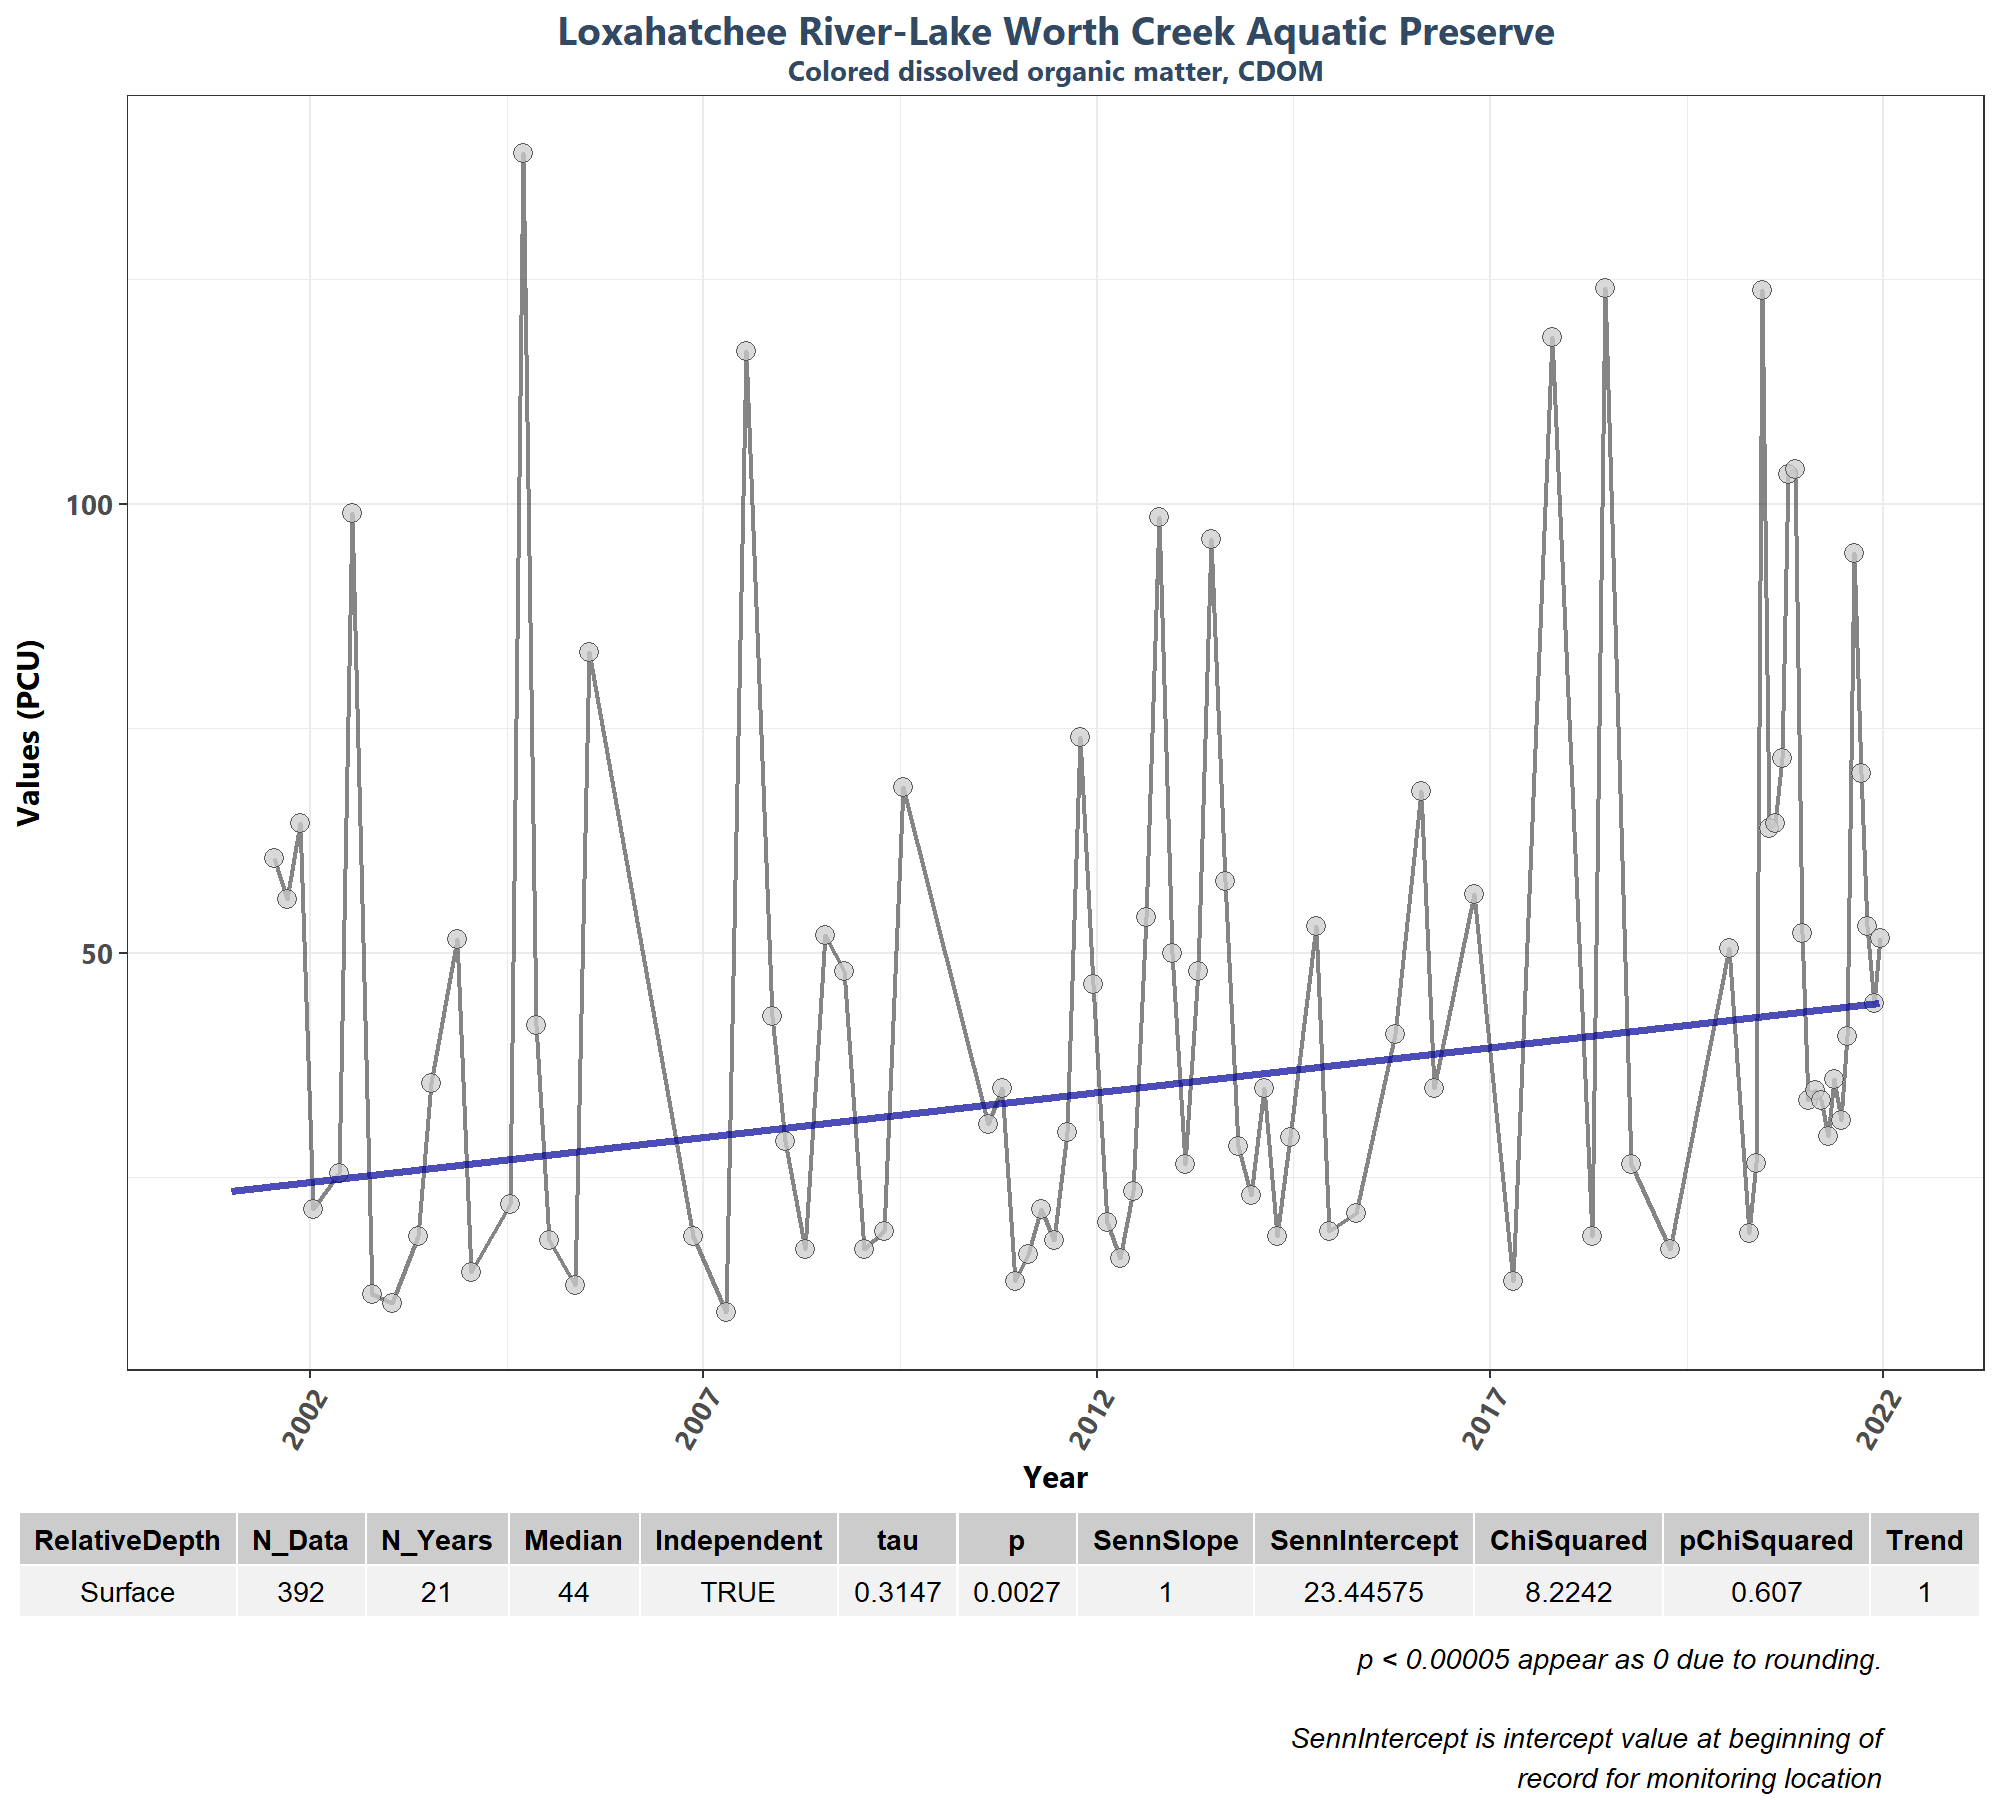 Loxahatchee River-Lake Worth Creek Aquatic Preserve
Colored dissolved organic matter, CDOM
Values (PCU)
100
50
2002
2007
2012
2017
2022
Year
RelativeDepth N_Data N_Years Median Independent tau p SennSlope SennIntercept ChiSquared pChiSquared Trend
Surface 392 21 44 TRUE 0.3147 0.0027 1 23.44575 8.2242 0.607 1
p < 0.00005 appear as 0 due to rounding.
SennIntercept is intercept value at beginning of
record for monitoring location